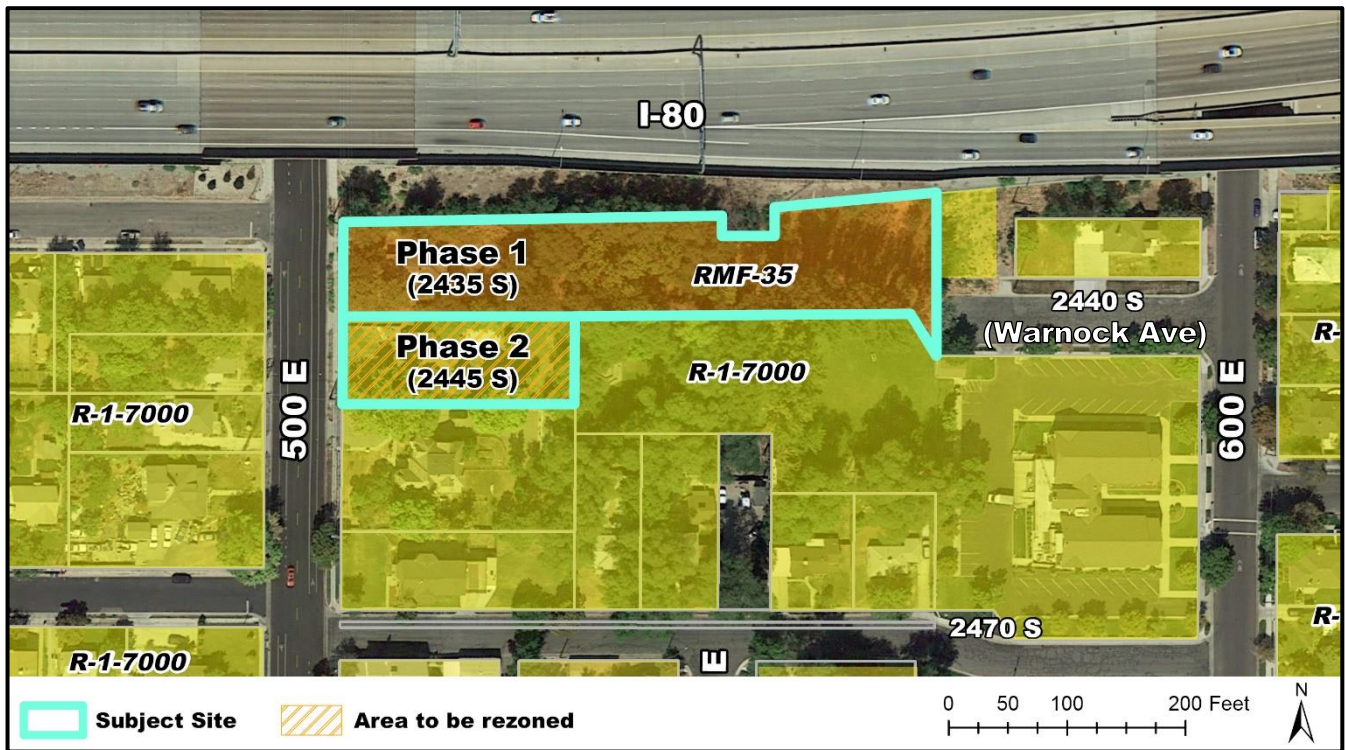 I-80
Phase 1
(2435 S)
RMF-35
2440 S
(Warnock Ave)
Phase 2
(2445 S)
R-1-7000
R-
R-1-7000
500 E
600 E
R-
2470 S
R-1-7000
E
Subject Site
Area to be rezoned
0 50 100 200 Feet
N